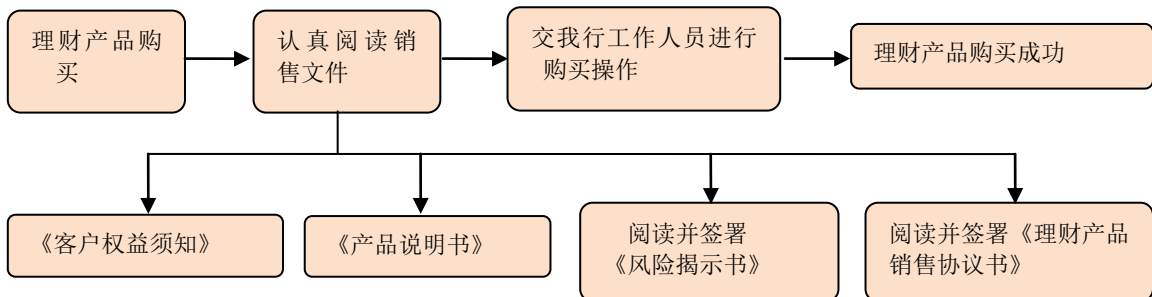 理财产品购
买
认真阅读销
售文件
交我行工作人员进行
购买操作
理财产品购买成功
《客户权益须知》
《产品说明书》
阅读并签署
《风险揭示书》
阅读并签署《理财产品
销售协议书》